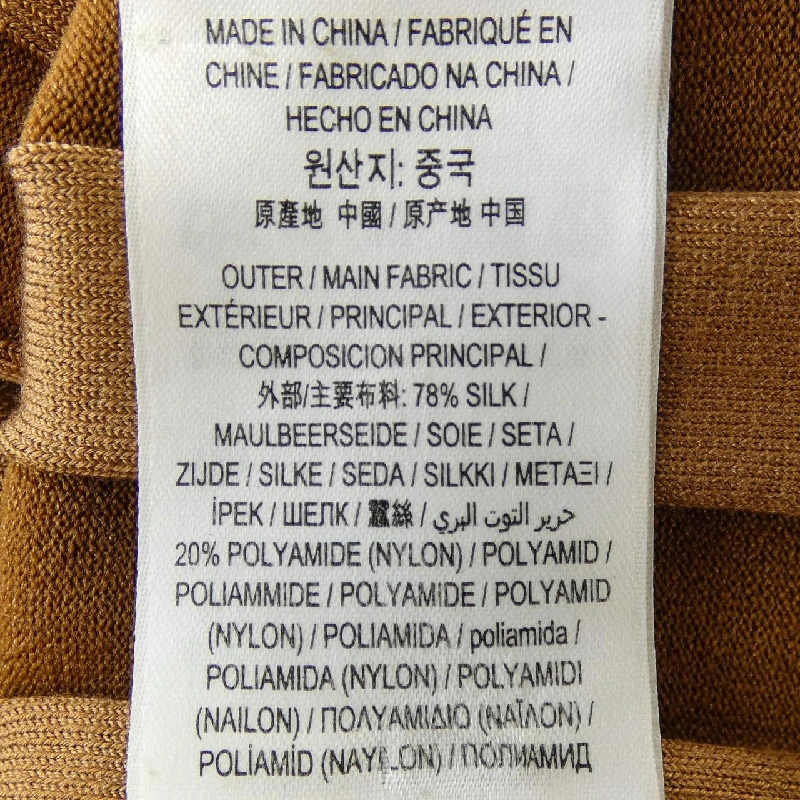 MADE IN CHINA / FABRIQUÉ EN
CHINE / FABRICADO NA CHINA /
HECHO EN CHINA
원산지: 중국
原產地 中國 / 原产地 中国
OUTER / MAIN FABRIC / TISSU
EXTÉRIEUR / PRINCIPAL / EXTERIOR -
COMPOSICION PRINCIPAL /
外部/主要布料: 78% SILK /
MAULBEERSEIDE / SOIE / SETA /
ZIJDE / SILKE / SEDA / SILKKI / ΜΕΤΑΞΙ /
İPEK / ШЕЛК / 蠶絲 / حرير التوت البري /
20% POLYAMIDE (NYLON) / POLYAMID /
POLIAMMIDE / POLYAMIDE / POLYAMID
(NYLON) / POLIAMIDA / poliamida /
POLIAMIDA (NYLON) / POLYAMIDI
(NAILON) / ΠΟΛΥΑΜΙΔΙΟ (ΝΑΪΛΟΝ) /
POLİAMİD (NAYLON) / ПОЛИАМИД